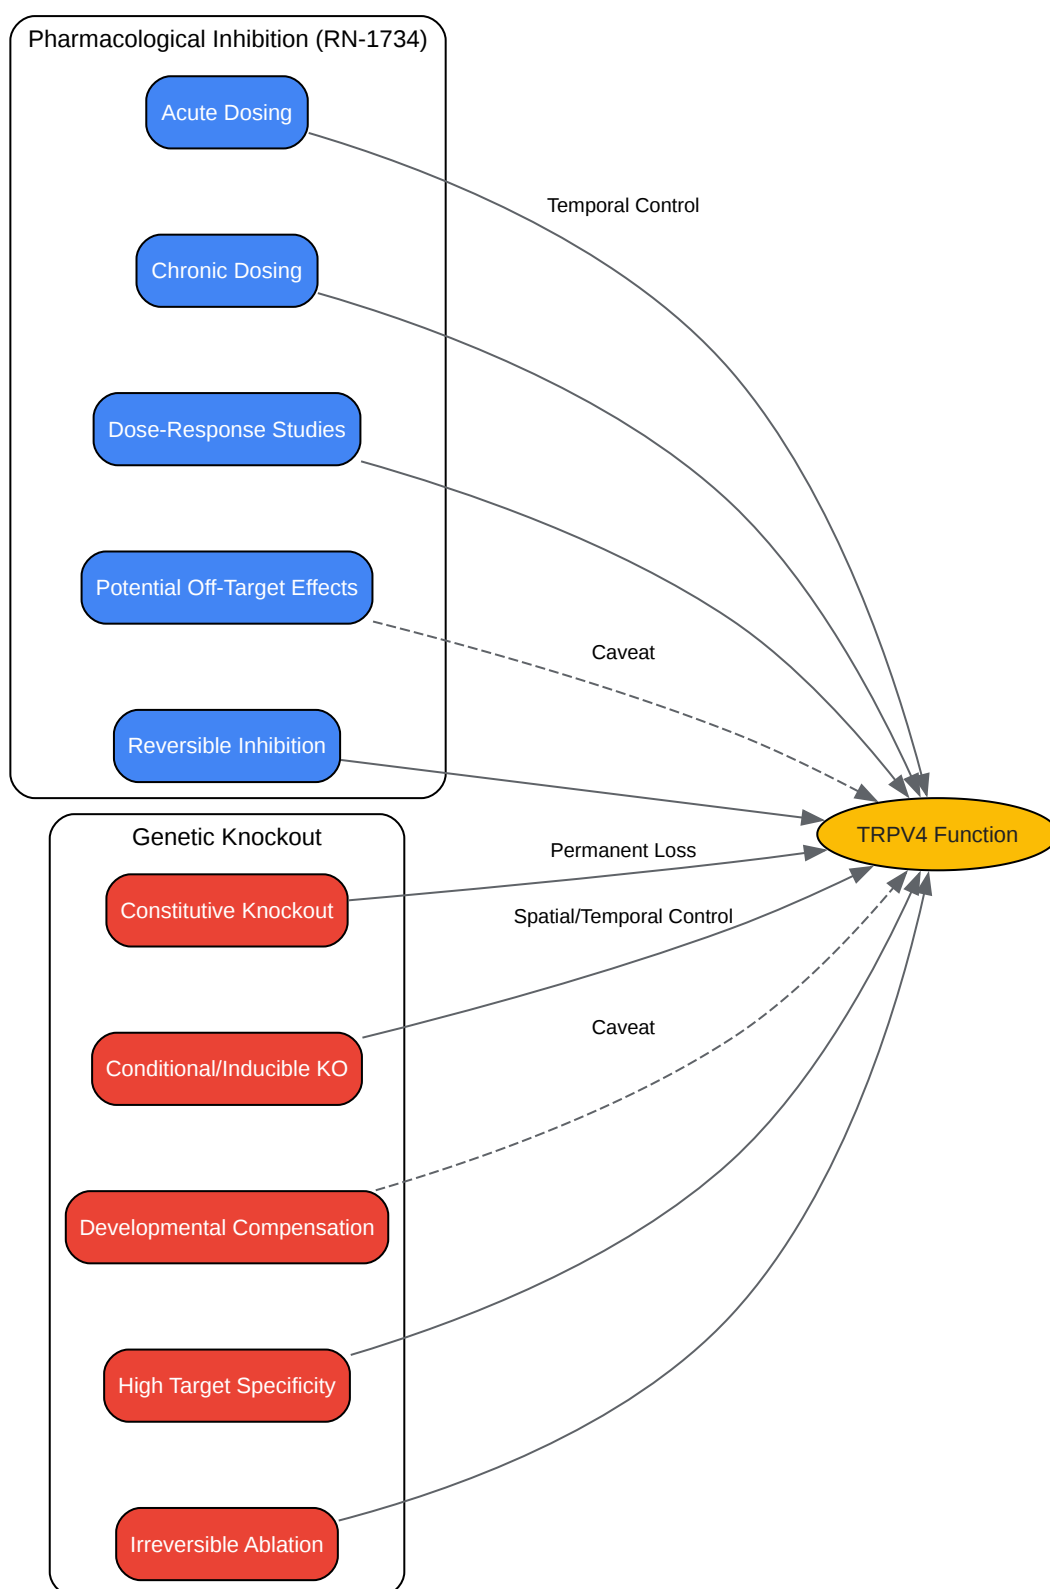 Pharmacological Inhibition (RN-1734)
Acute Dosing
Temporal Control
Chronic Dosing
Dose-Response Studies
Potential Off-Target Effects
Caveat
Reversible Inhibition
TRPV4 Function
Genetic Knockout
Permanent Loss
Constitutive Knockout
Spatial/Temporal Control
Caveat
Conditional/Inducible KO
Developmental Compensation
High Target Specificity
Irreversible Ablation